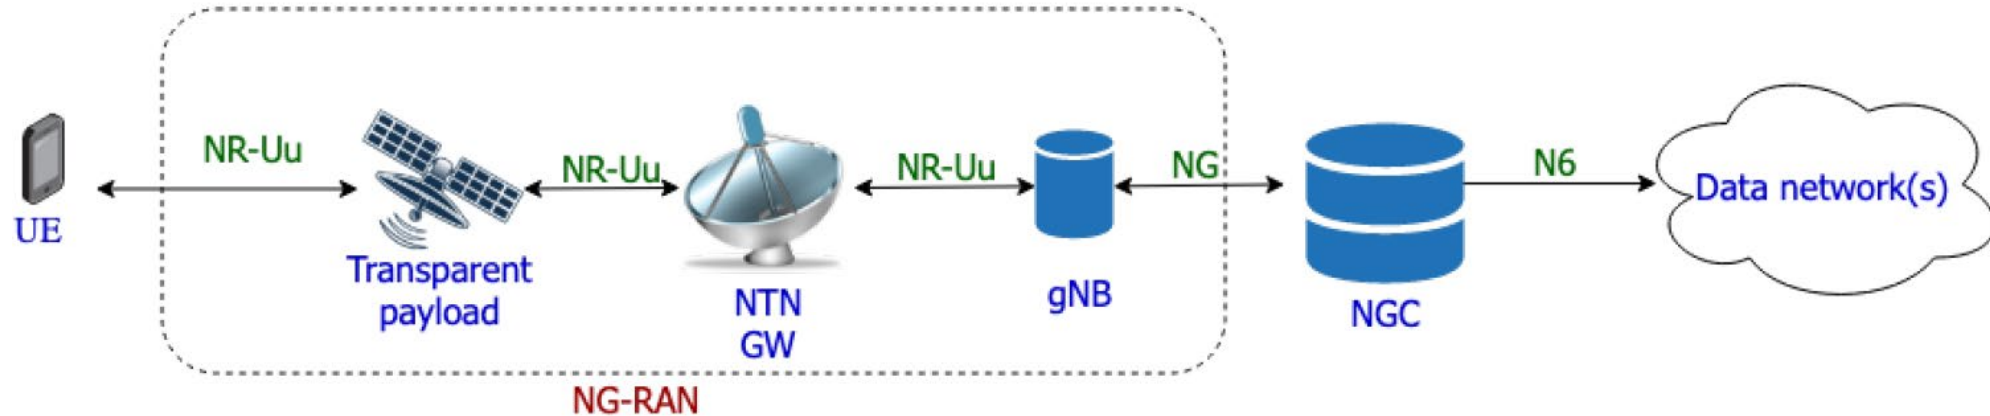 UE
NR-Uu
Transparent
payload
NR-Uu
NTN
GW
NR-Uu
gNB
NG
NGC
N6
Data network(s)
NG-RAN